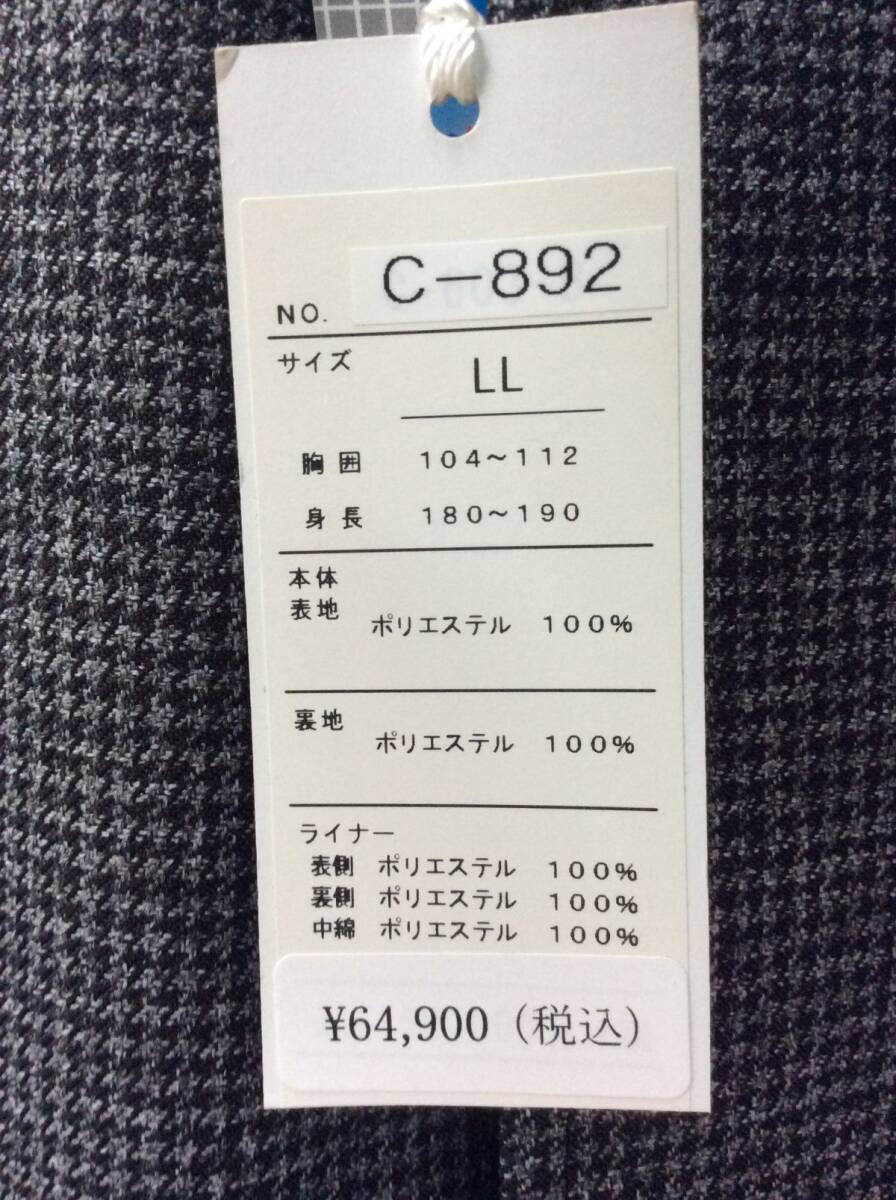 NO. C-892
サイズ LL
胸囲 104~112
身長 180~190
本体
表地 ポリエステル 100%
裏地 ポリエステル 100%
ライナー
表側 ポリエステル 100%
裏側 ポリエステル 100%
中綿 ポリエステル 100%
¥64,900(税込)